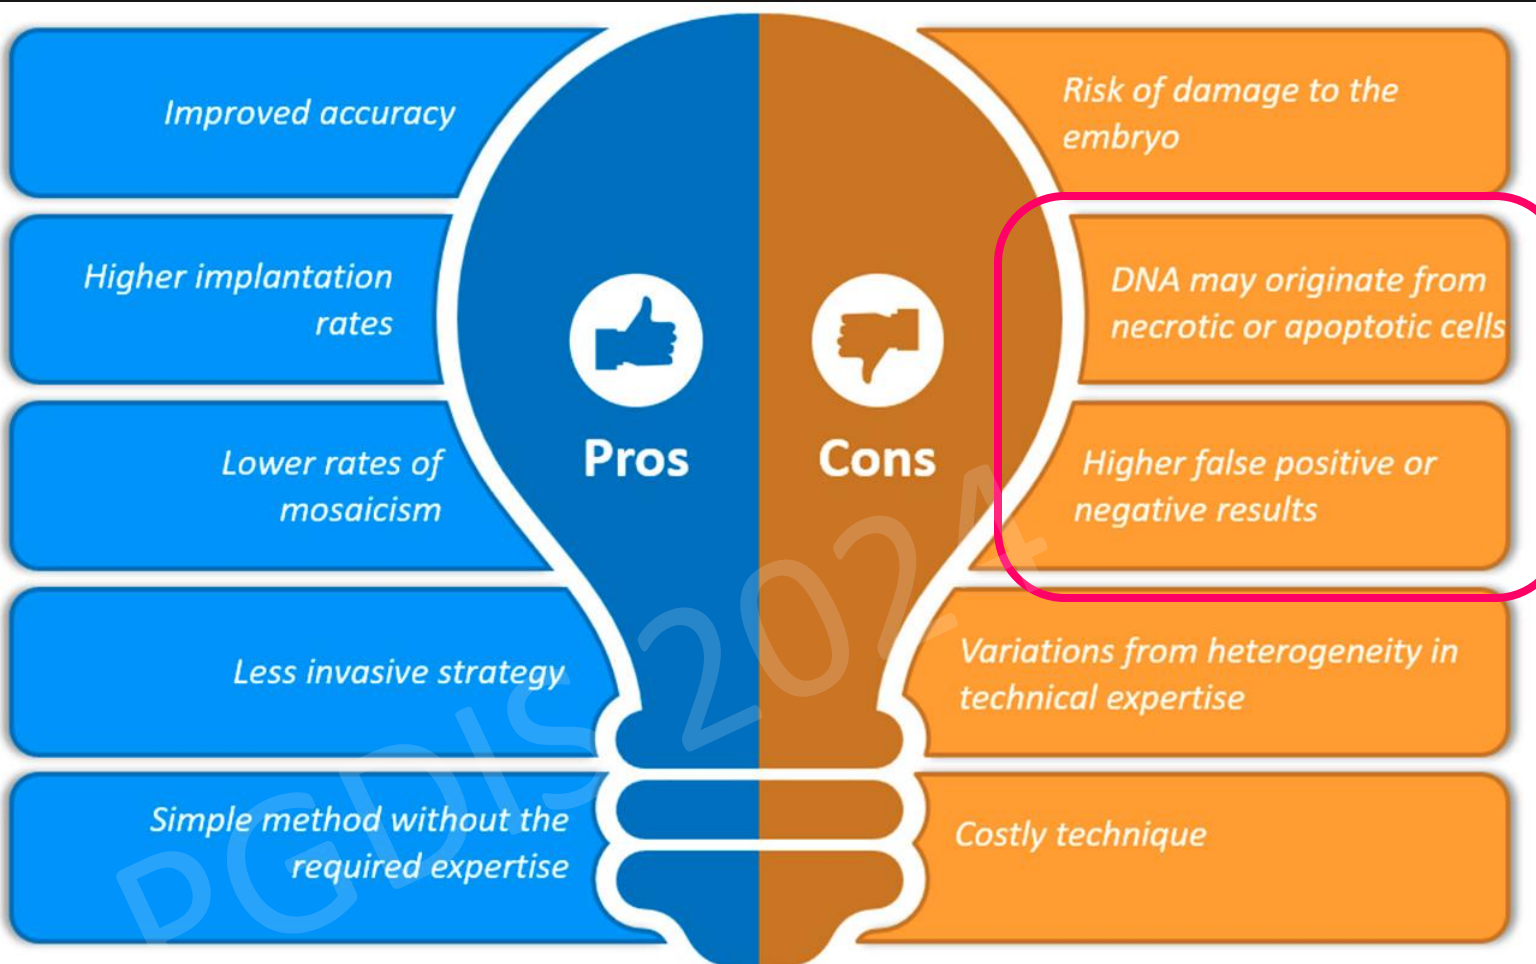 Improved accuracy
Higher implantation
rates
Lower rates of
mosaicism
Less invasive strategy
Simple method without the
required expertise
Pros
Cons
Risk of damage to the
embryo
DNA may originate from
necrotic or apoptotic cells
Higher false positive or
negative results
Variations from heterogeneity in
technical expertise
Costly technique
PGDIS 2024